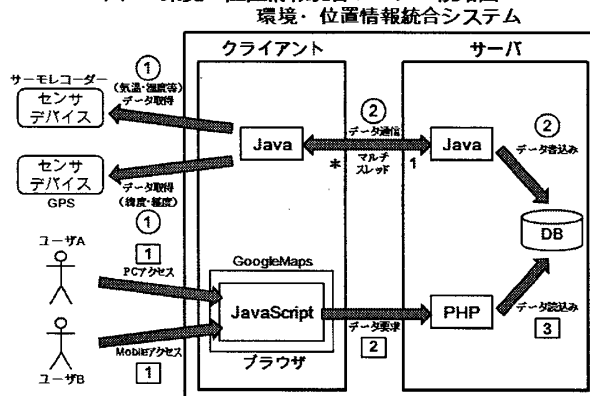 環境・位置情報統合システム
クライアント
サーバ
①
(気温・湿度等)
データ取得
サーモレコーダー
センサ
デバイス
Java
②
データ通信
マルチ
スレッド
*
1
Java
②
データ書込み
センサ
デバイス
GPS
データ取得
(緯度・経度)
①
DB
ユーザA
1
PCアクセス
GoogleMaps
JavaScript
ブラウザ
データ要求
2
PHP
データ読込み
3
ユーザB
Mobileアクセス
1